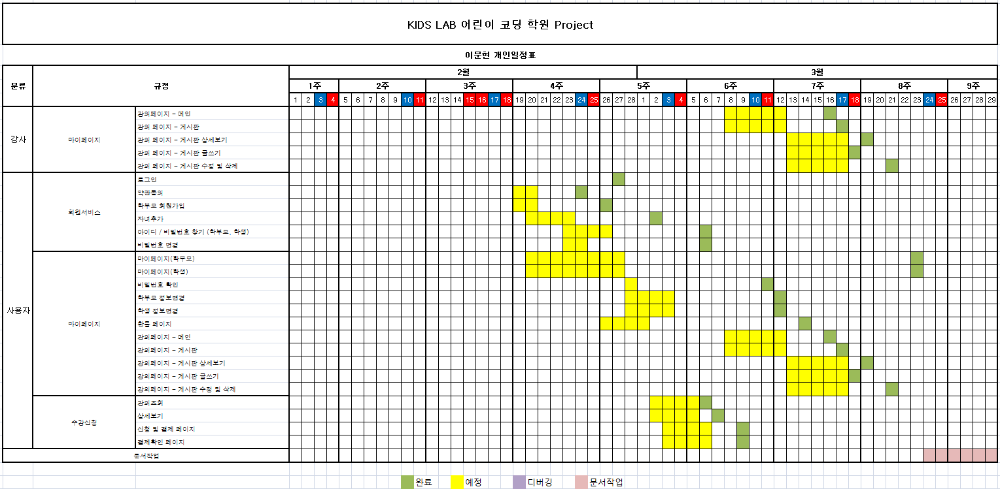 KIDS LAB 어린이 코딩 학원 Project
이문현 개인일정표
분류 규정 2월 3월
1주 2주 3주 4주 5주 6주 7주 8주 9주
1 2 3 4 5 6 7 8 9 10 11 12 13 14 15 16 17 18 19 20 21 22 23 24 25 26 27 28 1 2 3 4 5 6 7 8 9 10 11 12 13 14 15 16 17 18 19 20 21 22 23 24 25 26 27 28 29
강사
마이페이지
강의페이지 - 메인
강의 페이지 - 게시판
강의 페이지 - 게시판 상세보기
강의 페이지 - 게시판 글쓰기
강의 페이지 - 게시판 수정 및 삭제
사용자
회원서비스
로그인
약관동의
학부모 회원가입
자녀추가
아이디 / 비밀번호 찾기 (학부모, 학생)
비밀번호 변경
마이페이지
마이페이지(학부모)
마이페이지(학생)
비밀번호 확인
학부모 정보변경
학생 정보변경
환불 페이지
강의페이지 - 메인
강의페이지 - 게시판
강의페이지 - 게시판 상세보기
강의페이지 - 게시판 글쓰기
강의페이지 - 게시판 수정 및 삭제
수강신청
강의조회
상세보기
신청 및 결제 페이지
결제확인 페이지
문서작업
완료 예정 디버깅 문서작업